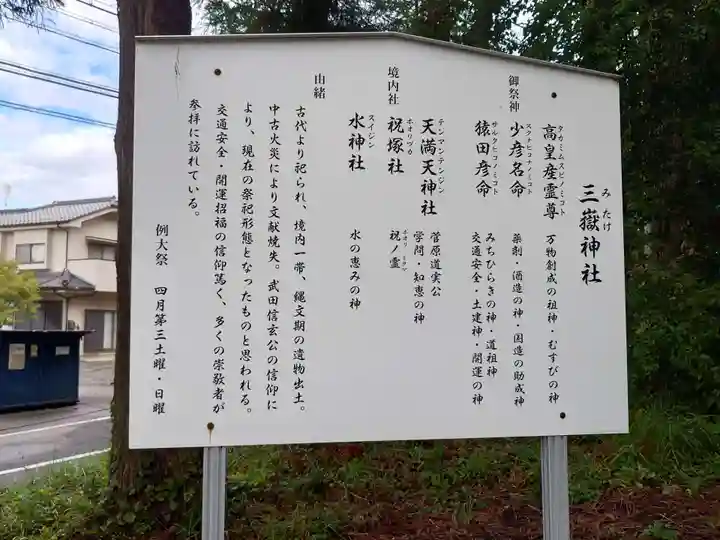 三嶽神社
みたけ
御祭神
高皇産霊尊 万物創成の祖神・むすびの神
タカミムスビノミコト
少彦名命 薬剤・酒造の神・国造の助成神
スクナヒコナノミコト
猿田彦命 みちひらきの神・道祖神
サルタヒコノミコト
交通安全・土建神・開運の神
境内社
天満天神社 菅原道実公
テンマンテンジン
学問・知恵の神
祝塚社 祝ノ霊
ホオリヅカ
水神社 水の恵みの神
スイジン
由緒
古代より祀られ、境内一帯、縄文期の遺物出土。
中古火災により文献焼失。武田信玄公の信仰に
より、現在の祭祀形態となったものと思われる。
交通安全・開運招福の信仰篤く、多くの崇敬者が
参拝に訪れている。
例大祭 四月第三土曜・日曜